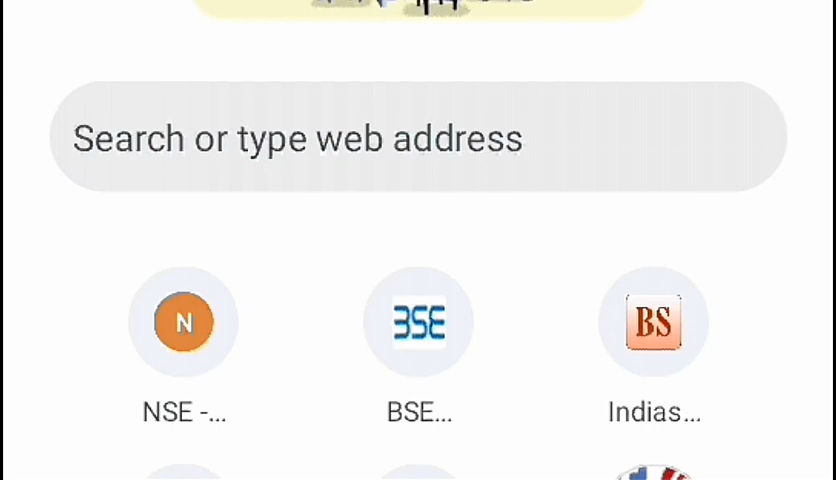 Search or type web address
N
BSE
BS
NSE -...
BSE...
Indias...